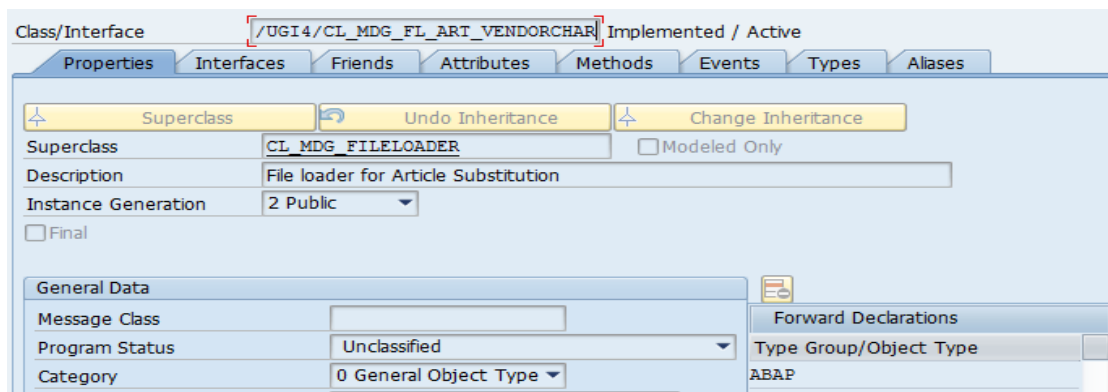 Class/Interface /UGI4/CL_MDG_FL_ART_VENDORCHAR Implemented / Active
Properties Interfaces Friends Attributes Methods Events Types Aliases
Superclass Undo Inheritance Change Inheritance
Superclass CL_MDG_FILELOADER Modeled Only
Description File loader for Article Substitution
Instance Generation 2 Public
Final
General Data
Message Class Forward Declarations
Program Status Unclassified Type Group/Object Type
Category 0 General Object Type ABAP